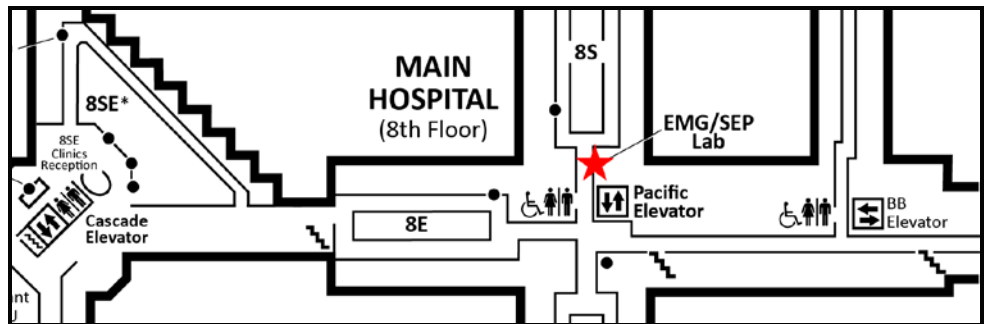 MAIN
HOSPITAL
(8th Floor)
8S
EMG/SEP
Lab
8SE*
8SE
Clinics
Reception
Cascade
Elevator
8E
Pacific
Elevator
BB
Elevator